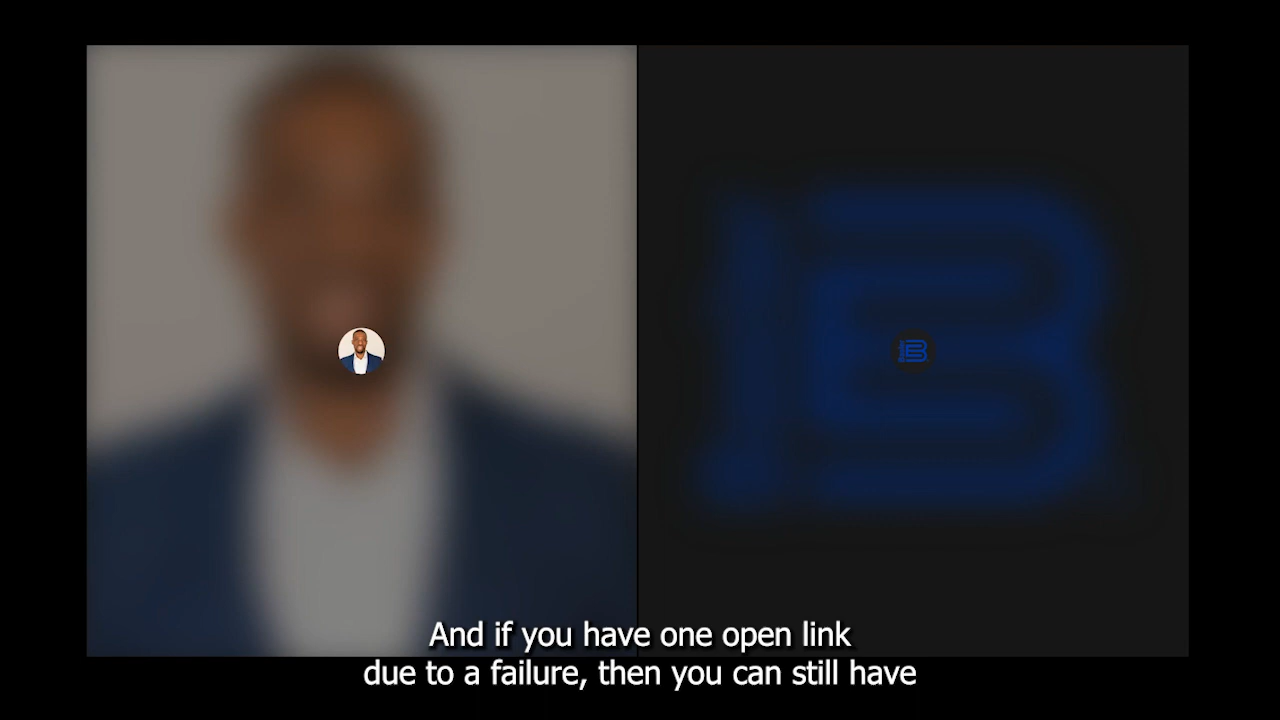 And if you have one open link
due to a failure, then you can still have